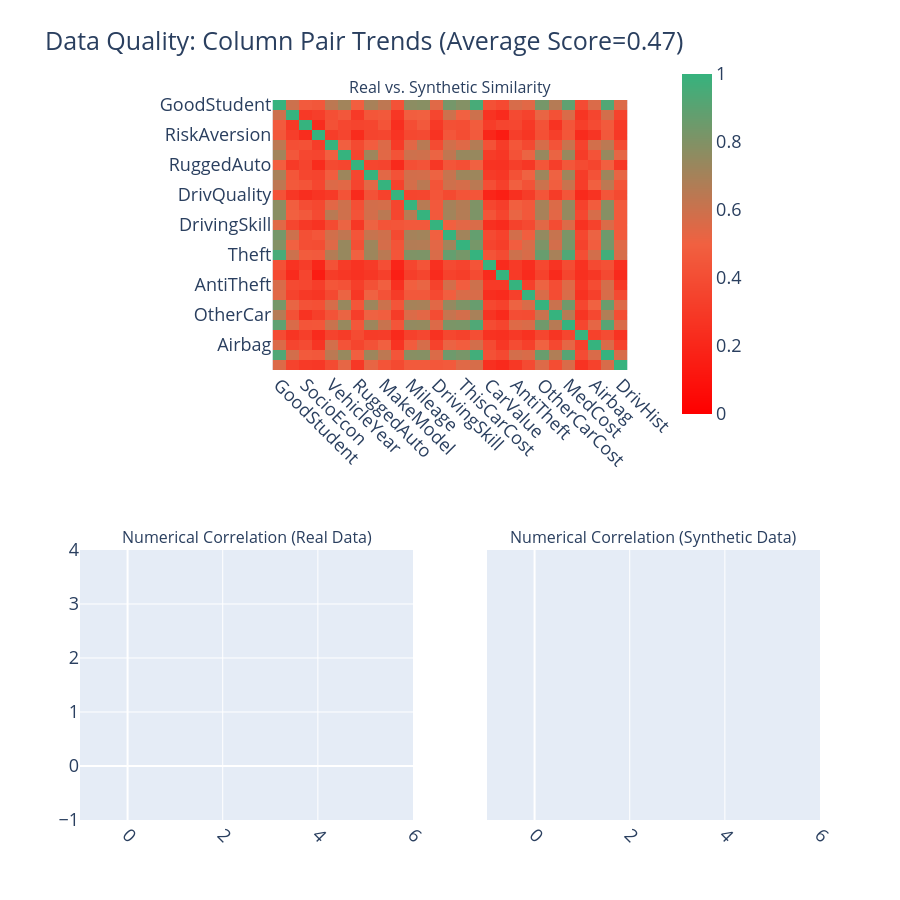 Data Quality: Column Pair Trends (Average Score=0.47)
Real vs. Synthetic Similarity
GoodStudent
RiskAversion
RuggedAuto
DrivQuality
DrivingSkill
Theft
AntiTheft
OtherCar
Airbag
GoodStudent
SocioEcon
VehicleYear
RuggedAuto
MakeModel
Mileage
DrivingSkill
ThisCarCost
CarValue
AntiTheft
OtherCarCost
MedCost
Airbag
DrivHist
1
0.8
0.6
0.4
0.2
0
Numerical Correlation (Real Data)
4
3
2
1
0
−1
0
2
4
6
Numerical Correlation (Synthetic Data)
0
2
4
6